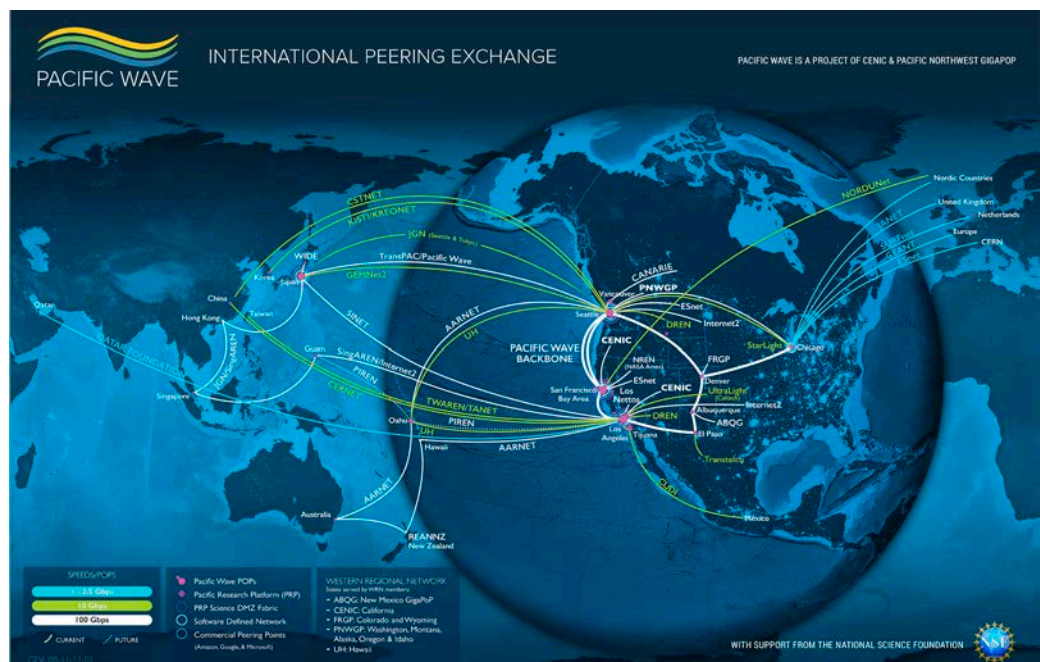 PACIFIC WAVE
INTERNATIONAL PEERING EXCHANGE
PACIFIC WAVE IS A PROJECT OF CENIC & PACIFIC NORTHWEST GIGAPOP
CSTNET
KISTI/KREONET
JGN (Seattle & Tokyo)
WIDE
TransPAC/Pacific Wave
GEMNet2
Korea
Japan
China
Taiwan
Hong Kong
Qatar
QATAR FOUNDATION
JGN/SingAREN
Singapore
Guam
SINET
SingAREN/Internet2
PIREN
CERNET
TWAREN/TANET
AARNET
UH
Oahu
PIREN
UH
Hawaii
AARNET
AARNET
Australia
REANNZ
New Zealand
NORDUNet
Nordic Countries
JANET
United Kingdom
SURFnet
Netherlands
GEANT
Europe
ESnet
CERN
CANARIE
Vancouver
PNWGP
Seattle
ESnet
Internet2
DREN
StarLight
Chicago
PACIFIC WAVE
BACKBONE
CENIC
NREN
(NASA Ames)
FRGP
Denver
ESnet
San Francisco
Bay Area
Los
Nettos
CENIC
UltraLight
(Caltech)
Internet2
Albuquerque
DREN
ABQG
Los
Angeles
Tijuana
El Paso
Transtelco
CUDI
Mexico
SPEEDS/POPS
1 - 2.5 Gbps
10 Gbps
100 Gbps
CURRENT
FUTURE
Pacific Wave POPs
Pacific Research Platform (PRP)
PRP Science DMZ Fabric
Software Defined Network
Commercial Peering Points
(Amazon, Google, & Microsoft)
WESTERN REGIONAL NETWORK
States served by WRN members:
- ABQG: New Mexico GigaPoP
- CENIC: California
- FRGP: Colorado and Wyoming
- PNWGP: Washington, Montana,
Alaska, Oregon & Idaho
- UH: Hawaii
WITH SUPPORT FROM THE NATIONAL SCIENCE FOUNDATION
NSF